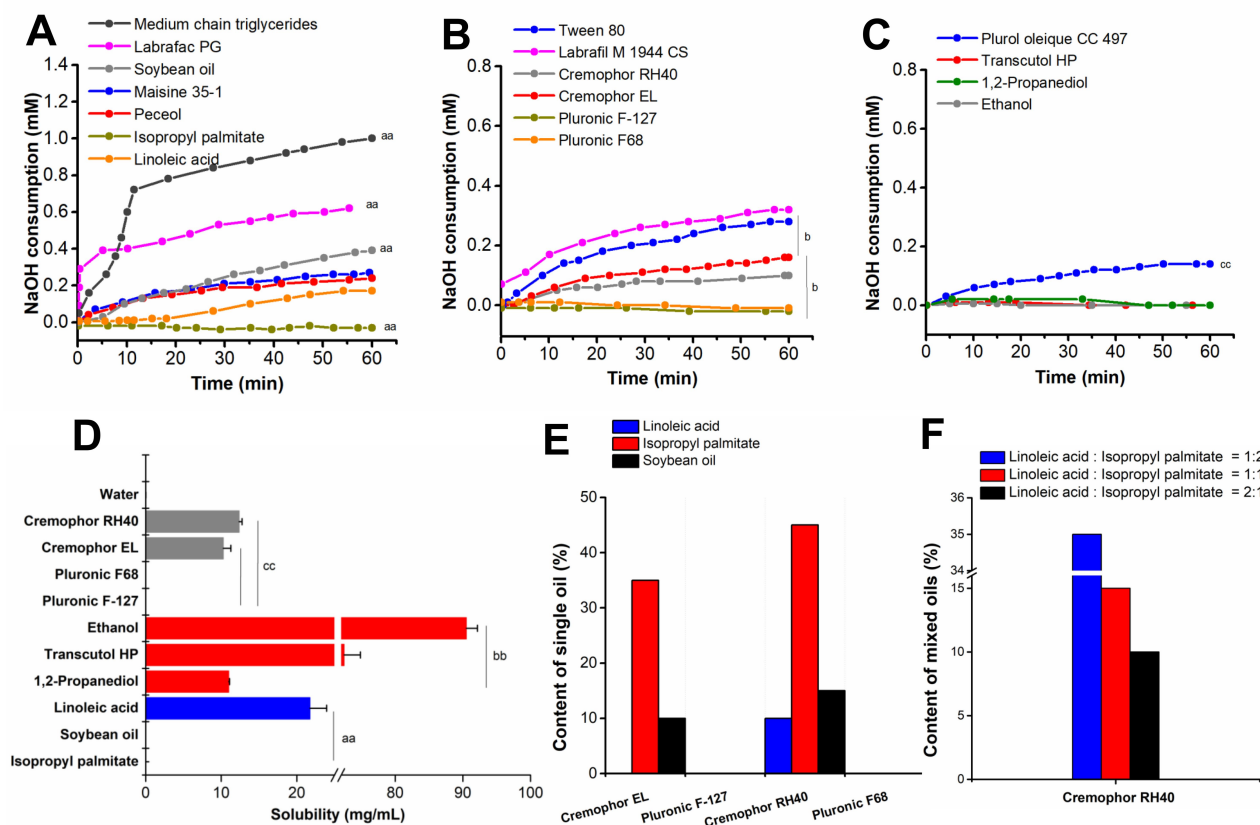 A
Medium chain triglycerides
Labrafac PG
Soybean oil
Maisine 35-1
Peceol
Isopropyl palmitate
Linoleic acid
NaOH consumption (mM)
1.4
1.2
1.0
0.8
0.6
0.4
0.2
0.0
aa
aa
aa
aa
0 10 20 30 40 50 60
Time (min)
B
Tween 80
Labrafil M 1944 CS
Cremophor RH40
Cremophor EL
Pluronic F-127
Pluronic F68
NaOH consumption (mM)
0.8
0.6
0.4
0.2
0.0
b
b
0 10 20 30 40 50 60
Time (min)
C
Plurol oleique CC 497
Transcutol HP
1,2-Propanediol
Ethanol
NaOH consumption (mM)
0.8
0.6
0.4
0.2
0.0
cc
0 10 20 30 40 50 60
Time (min)
D
Water
Cremophor RH40
Cremophor EL
Pluronic F68
Pluronic F-127
Ethanol
Transcutol HP
1,2-Propanediol
Linoleic acid
Soybean oil
Isopropyl palmitate
cc
bb
aa
0 10 20 80 90 100
Solubility (mg/mL)
E
Linoleic acid
Isopropyl palmitate
Soybean oil
Content of single oil (%)
50
40
30
20
10
0
Cremophor EL
Pluronic F-127
Cremophor RH40
Pluronic F68
F
Linoleic acid : Isopropyl palmitate = 1:2
Linoleic acid : Isopropyl palmitate = 1:1
Linoleic acid : Isopropyl palmitate = 2:1
Content of mixed oils (%)
36
35
34
15
10
5
0
Cremophor RH40